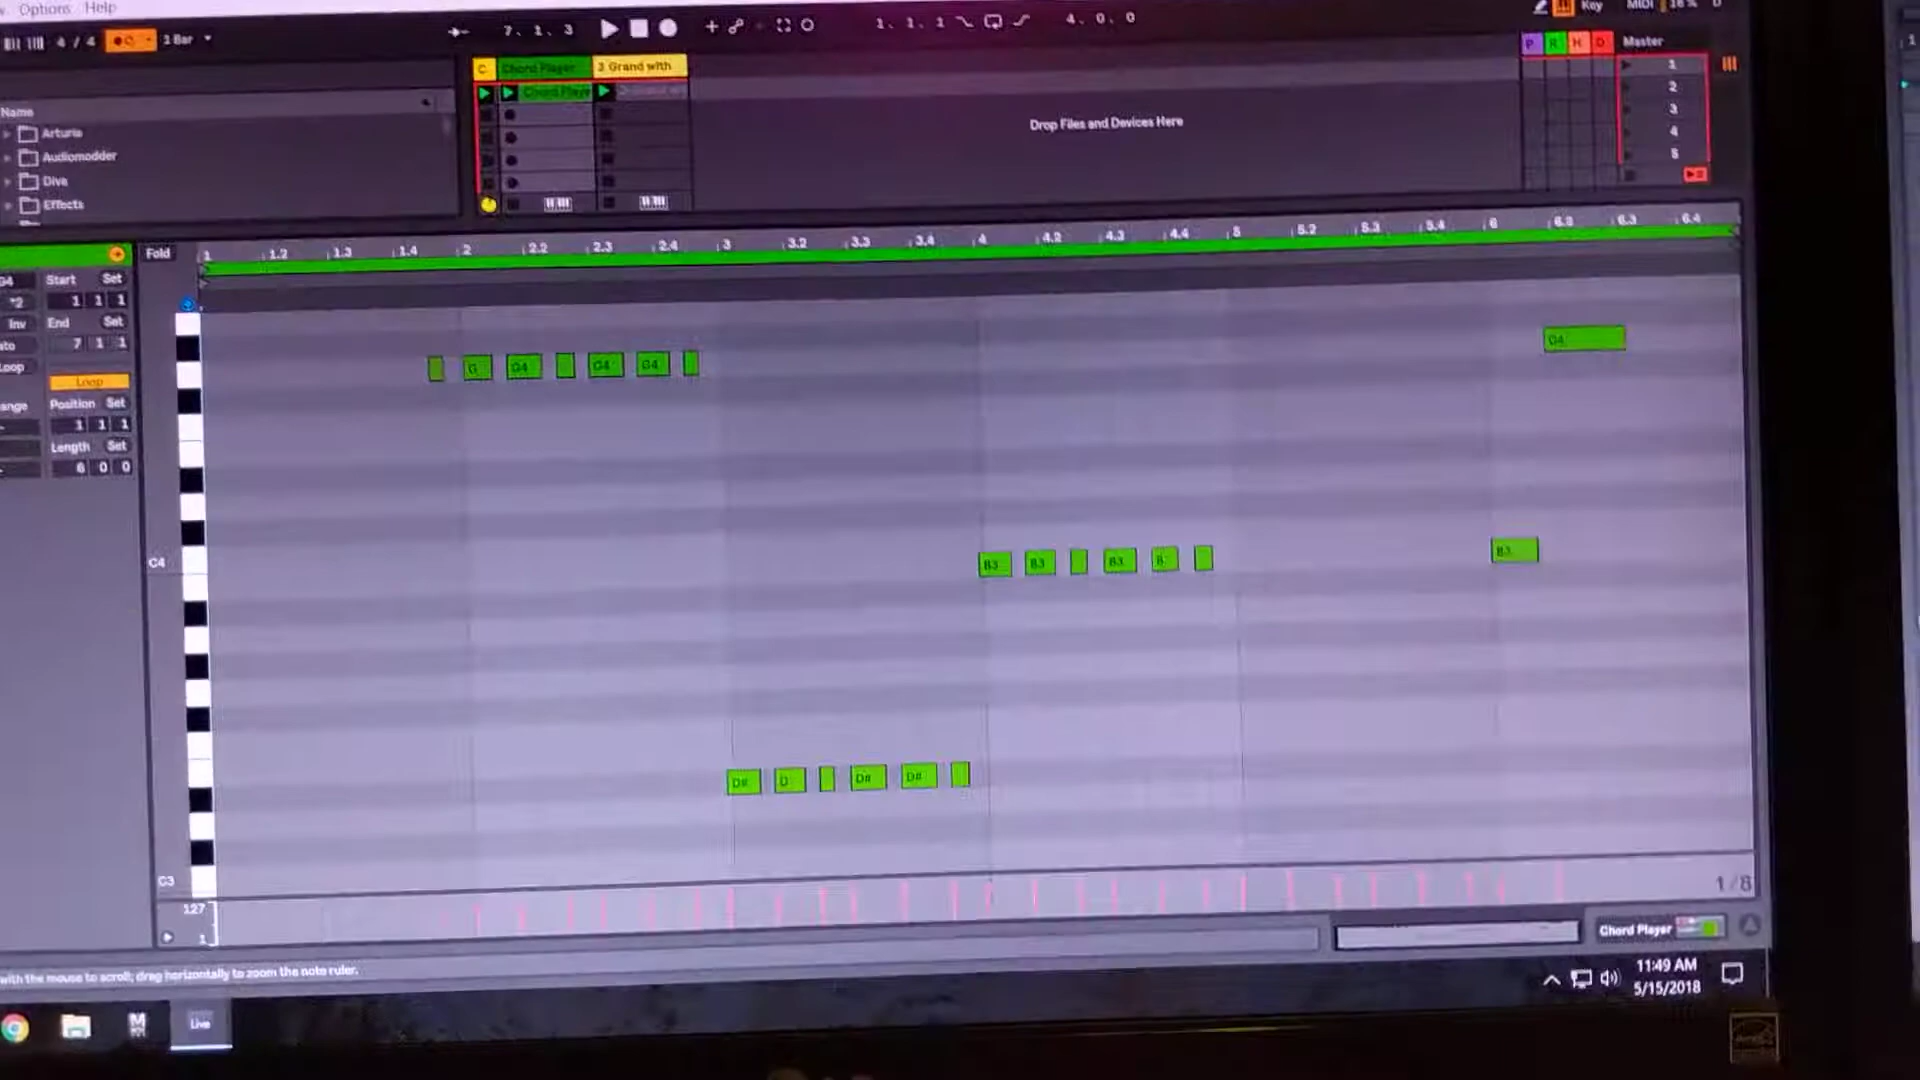 Options Help
4 / 4 1 Bar
7. 1. 3
1. 1. 1
4. 0. 0
Key MIDI 16 % D
C Chord Player 3 Grand with
Chord Playe
P R H D Master
1
2
3
4
5
Drop Files and Devices Here
Name
Arturia
Audiomodder
Diva
Effects
Fold
1 1.2 1.3 1.4 2 2.2 2.3 2.4 3 3.2 3.3 3.4 4 4.2 4.3 4.4 5 5.2 5.3 5.4 6 6.2 6.3 6.4
Start Set
*2 1 1 1
Inv End Set
7 1 1
Loop
Position Set
1 1 1
Length Set
6 0 0
G G4 G4 G4
G4
C4
B3 B3 B3 B
B3
D# D D# D#
C3
127
1
1/8
Chord Player
with the mouse to scroll; drag horizontally to zoom the note ruler.
11:49 AM
5/15/2018
Live